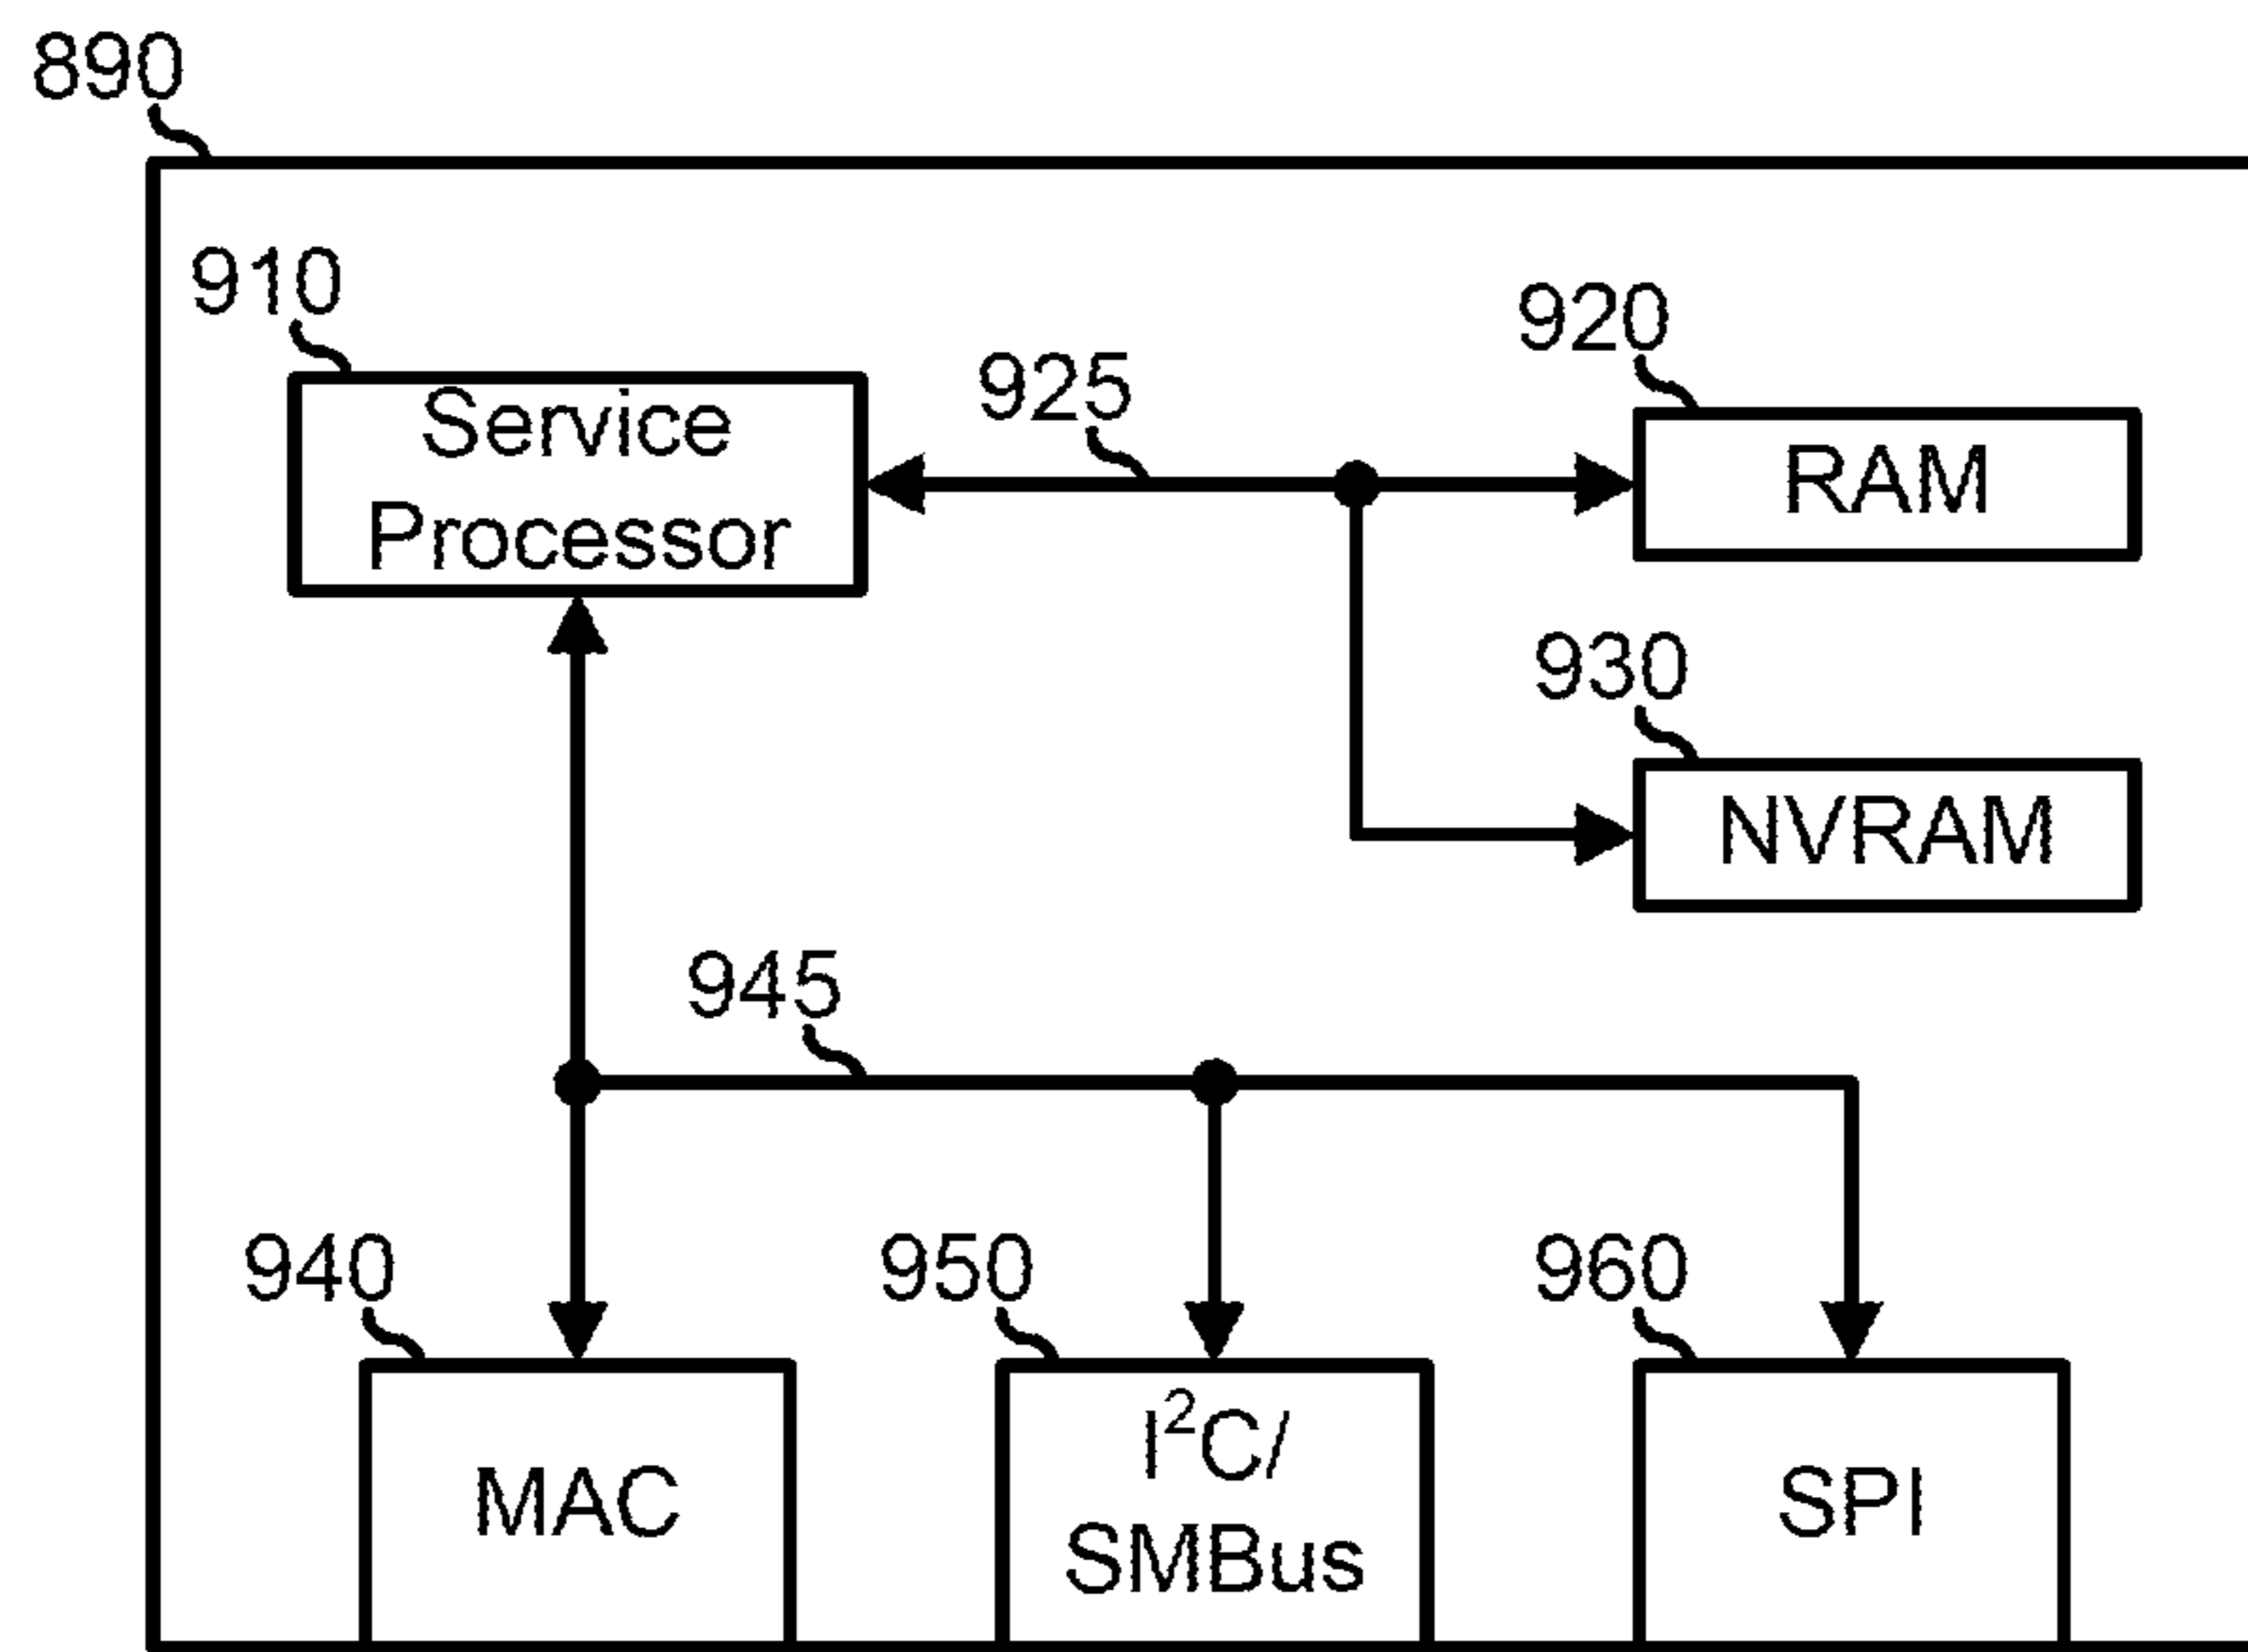 890
910
920
925
Service
Processor
RAM
930
NVRAM
945
940
950
960
MAC
I²C/
SMBus
SPI